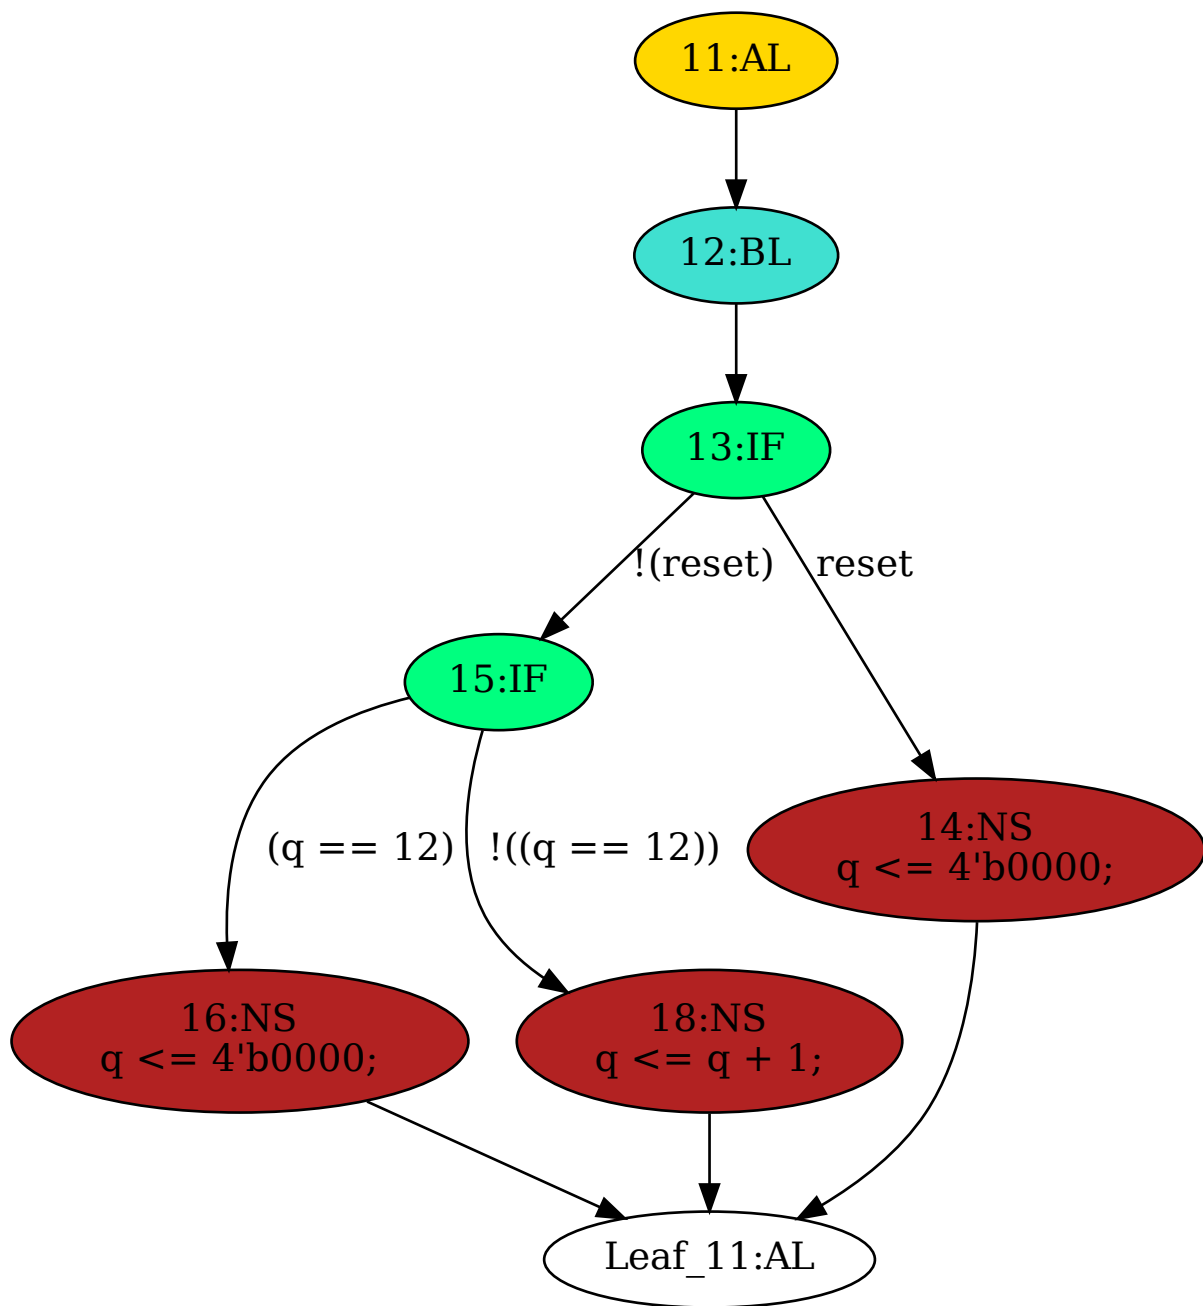 11:AL
12:BL
13:IF
!(reset)
reset
15:IF
(q == 12)
!((q == 12))
14:NS
q <= 4'b0000;
16:NS
q <= 4'b0000;
18:NS
q <= q + 1;
Leaf_11:AL